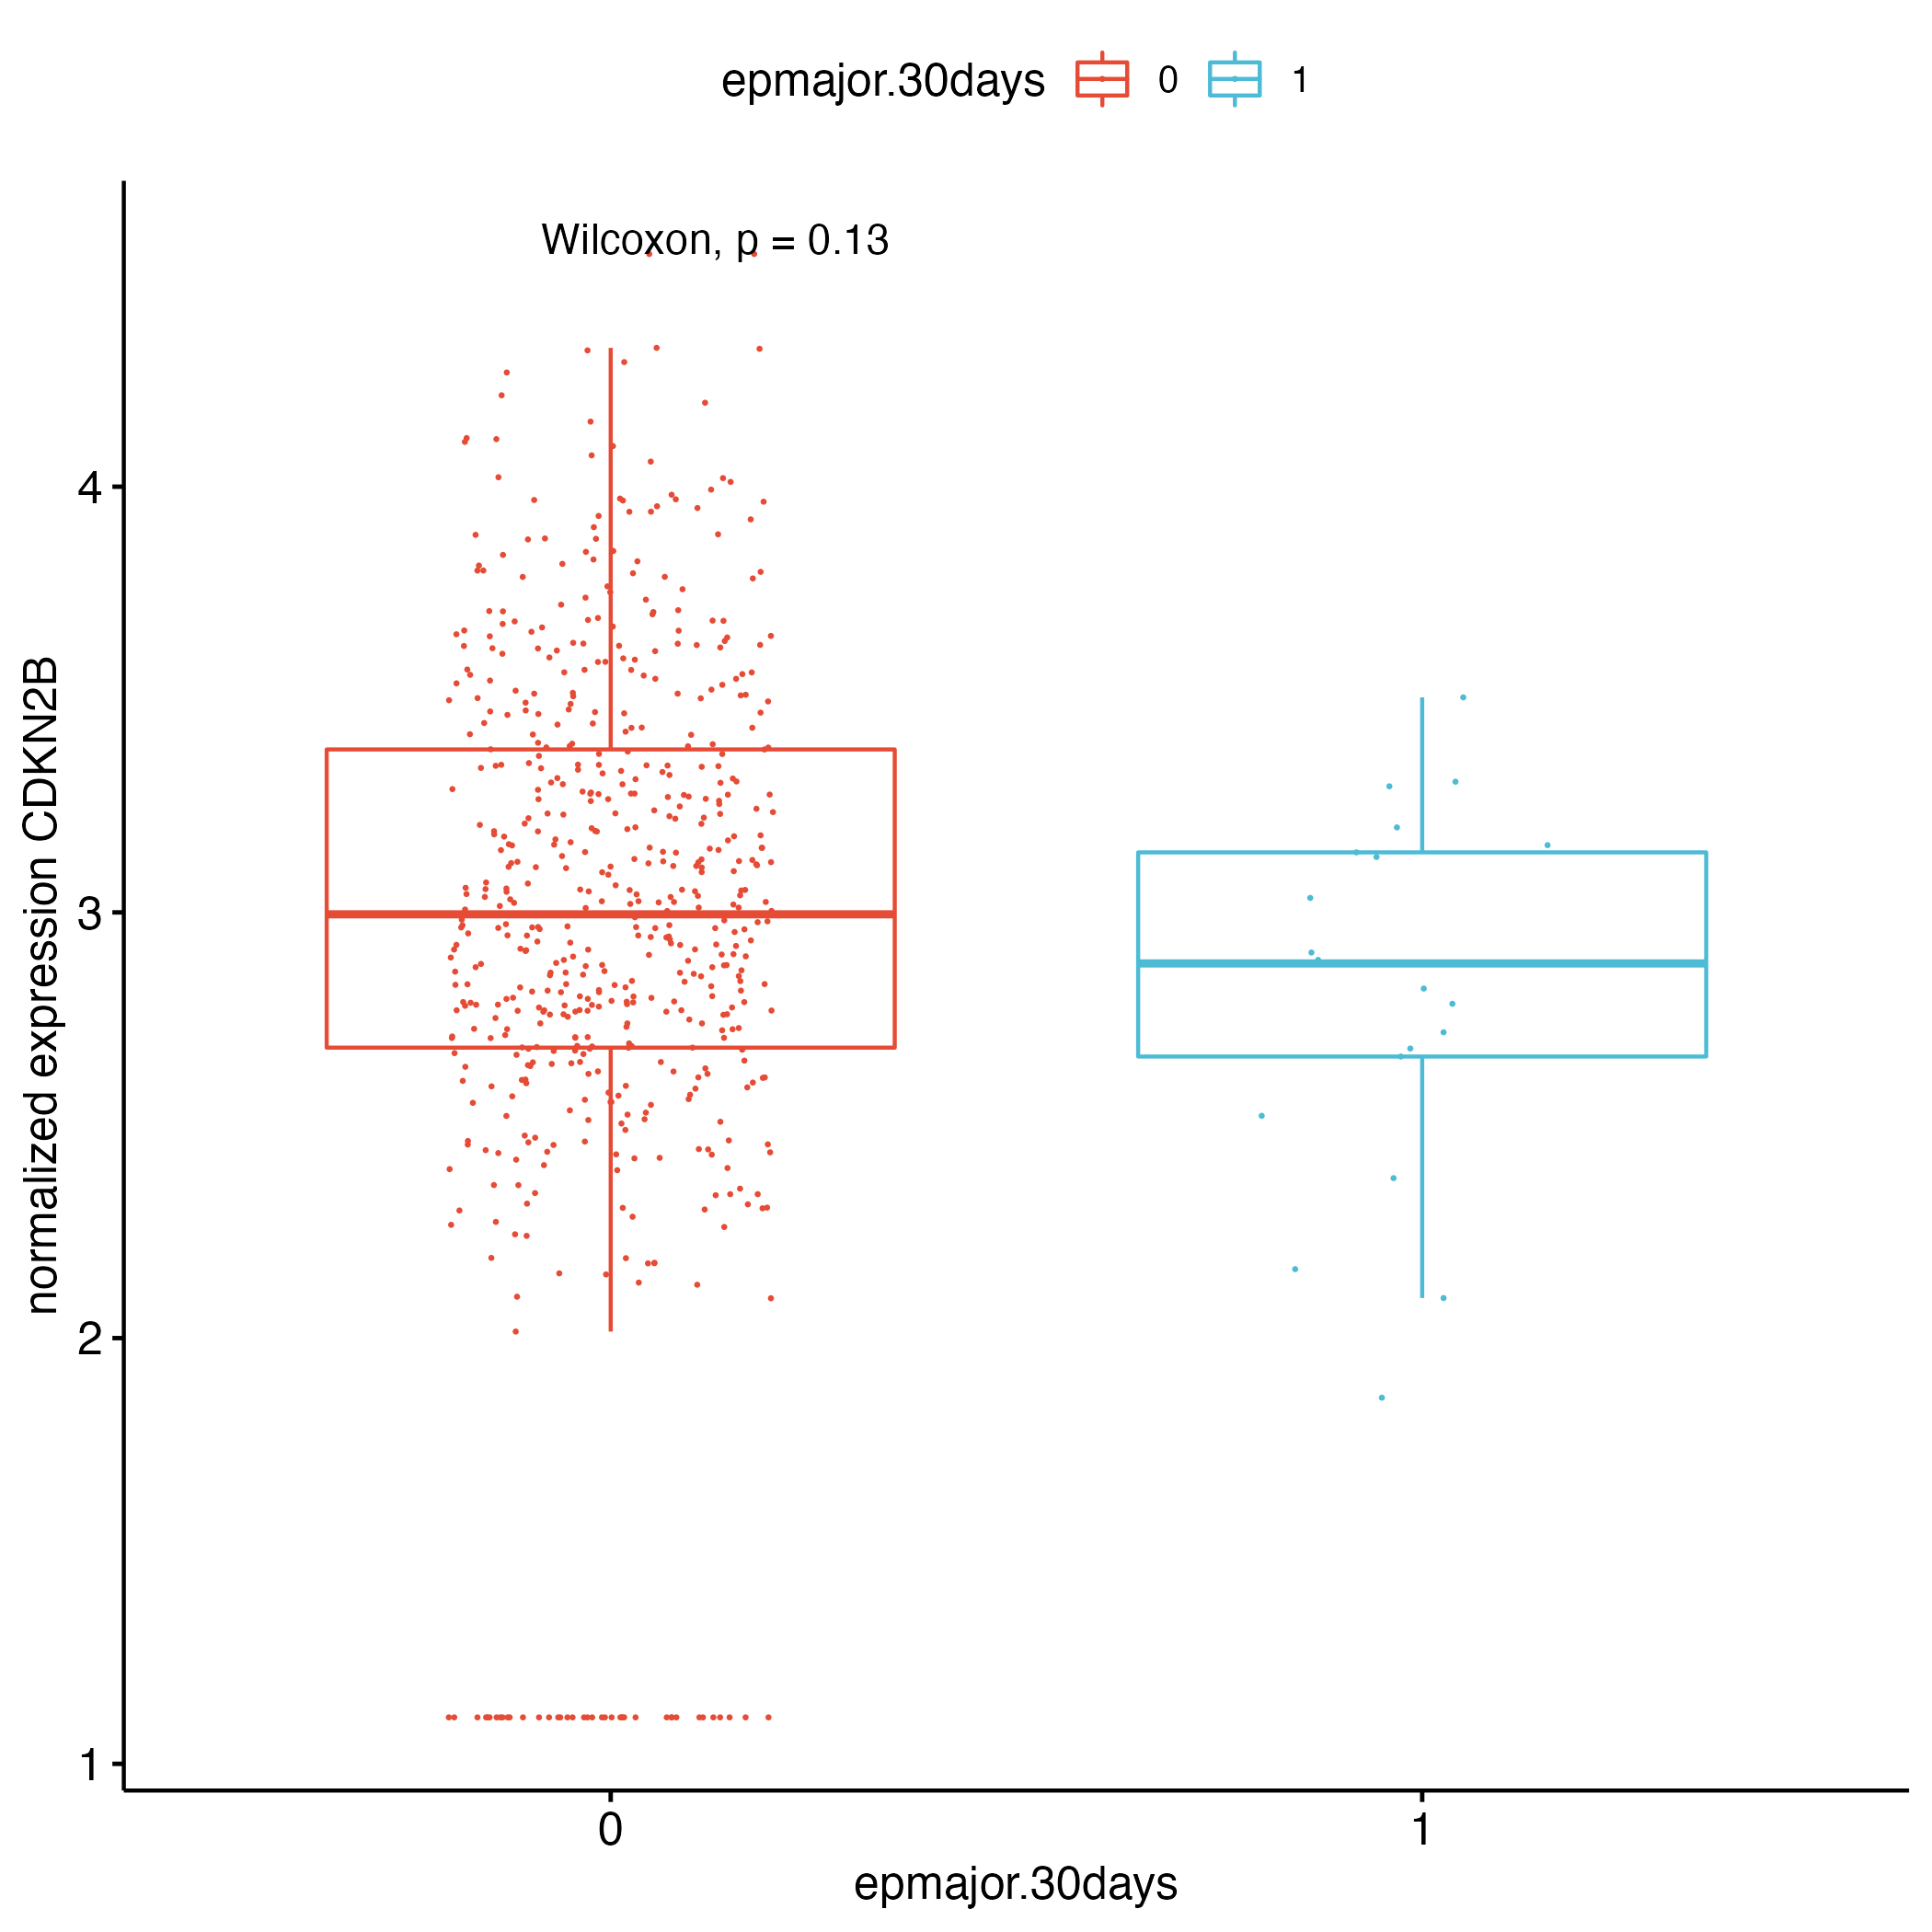 epmajor.30days 0 1
Wilcoxon, p = 0.13
normalized expression CDKN2B
4
3
2
1
0 1
epmajor.30days